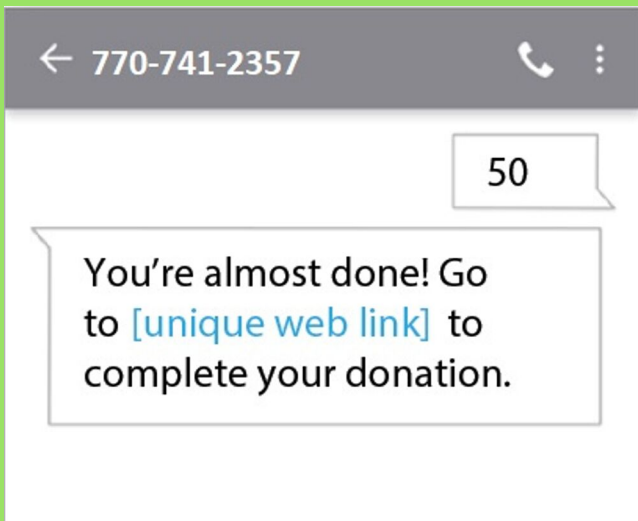 770-741-2357
50
You're almost done! Go
to [unique web link] to
complete your donation.